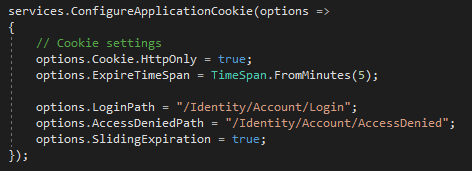 services.ConfigureApplicationCookie(options =>
{
// Cookie settings
options.Cookie.HttpOnly = true;
options.ExpireTimeSpan = TimeSpan.FromMinutes(5);
options.LoginPath = "/Identity/Account/Login";
options.AccessDeniedPath = "/Identity/Account/AccessDenied";
options.SlidingExpiration = true;
});